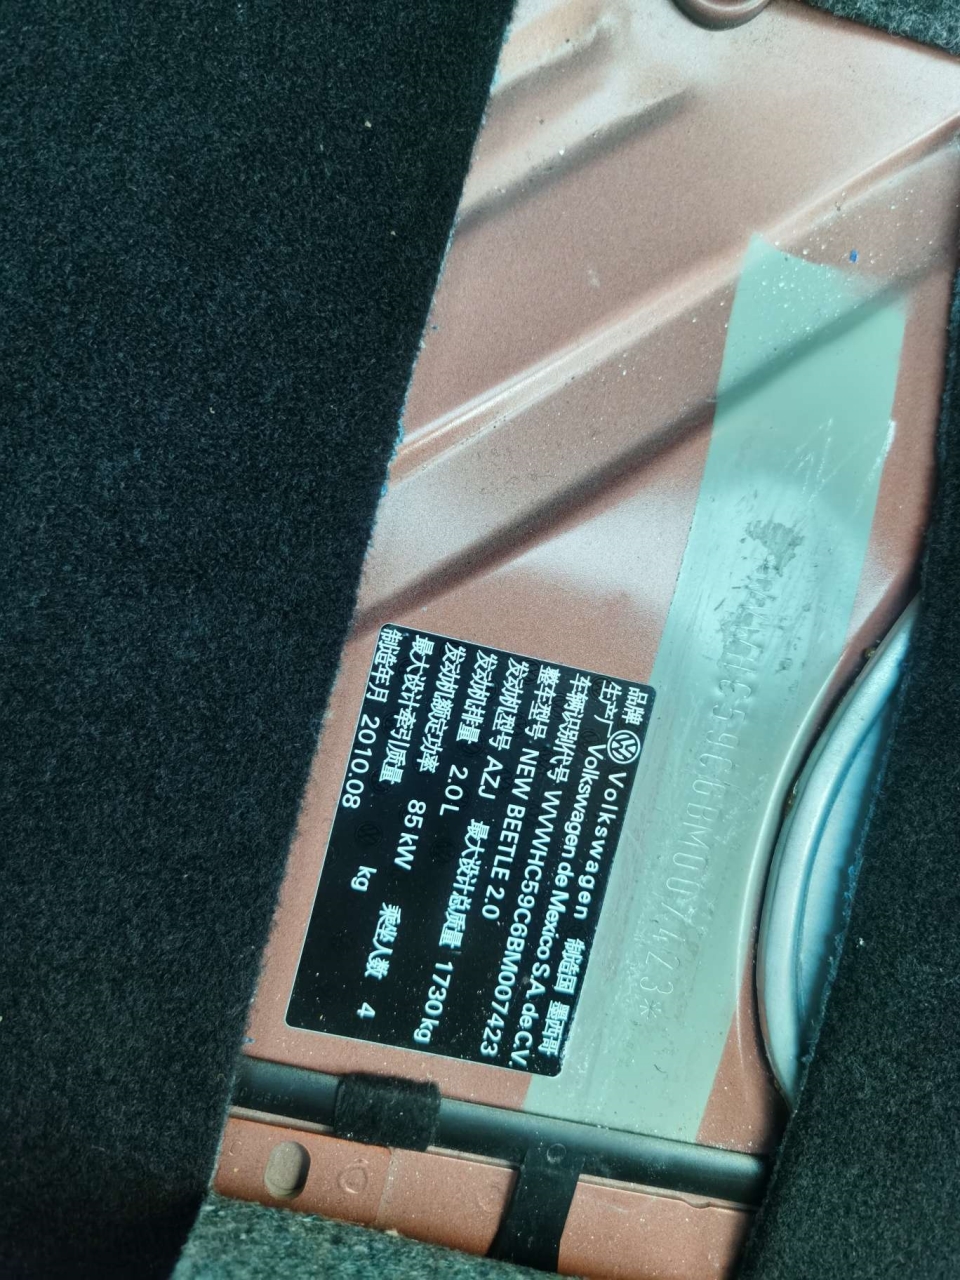 品牌 Volkswagen 制造国 墨西哥
生产厂 Volkswagen de Mexico S.A. de C.V.
车辆识别代号 WVWHC59C6BM007423
整车型号 NEW BEETLE 2.0
发动机型号 AZJ 最大设计总质量 1730 kg
发动机排量 2.0 L
发动机额定功率 85 kW 乘坐人数 4
最大设计牵引质量 kg
制造年月 2010.08
C59C6BM007423*